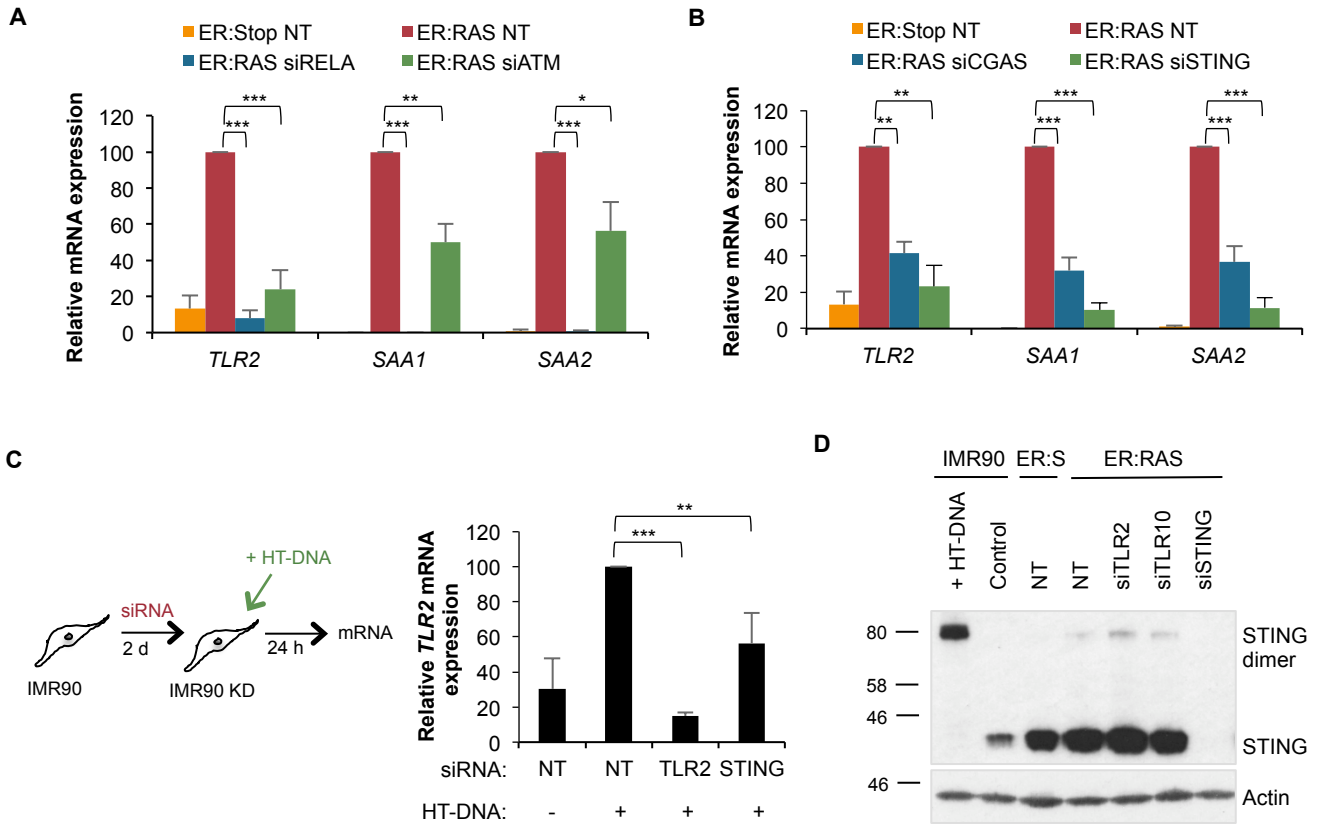 A
ER:Stop NT ER:RAS NT
ER:RAS siRELA ER:RAS siATM
Relative mRNA expression
120
100
80
60
40
20
0
*** *** ** *** * ***
TLR2 SAA1 SAA2
B
ER:Stop NT ER:RAS NT
ER:RAS siCGAS ER:RAS siSTING
Relative mRNA expression
120
100
80
60
40
20
0
** ** *** *** *** ***
TLR2 SAA1 SAA2
C
+ HT-DNA
siRNA
2 d
24 h
mRNA
IMR90
IMR90 KD
Relative TLR2 mRNA
expression
120
100
80
60
40
20
0
**
***
siRNA: NT NT TLR2 STING
HT-DNA: - + + +
D
IMR90 ER:S ER:RAS
+ HT-DNA
Control
NT
NT
siTLR2
siTLR10
siSTING
80
58
46
46
STING
dimer
STING
Actin